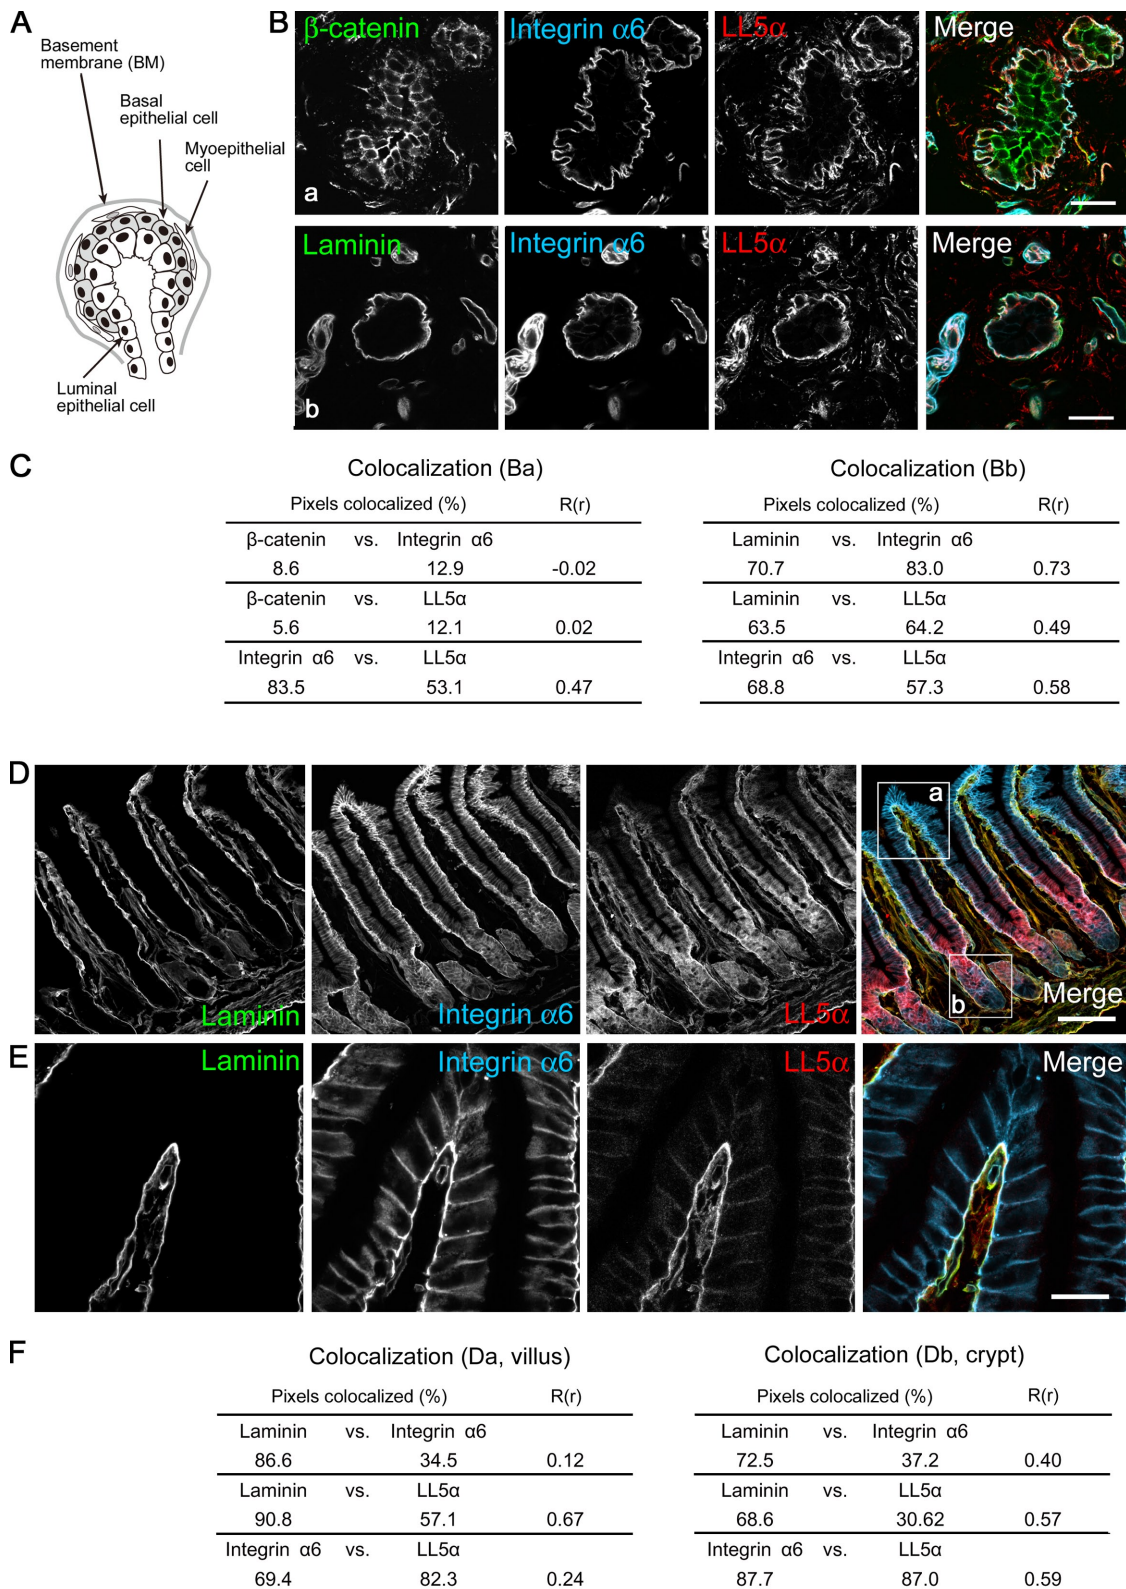 A
Basement
membrane (BM)
Basal
epithelial cell
Myoepithelial
cell
Luminal
epithelial cell
B
β-catenin Integrin α6 LL5α Merge
a
Laminin Integrin α6 LL5α Merge
b
C
Colocalization (Ba)
Pixels colocalized (%) R(r)
β-catenin vs. Integrin α6
8.6 12.9 -0.02
β-catenin vs. LL5α
5.6 12.1 0.02
Integrin α6 vs. LL5α
83.5 53.1 0.47
Colocalization (Bb)
Pixels colocalized (%) R(r)
Laminin vs. Integrin α6
70.7 83.0 0.73
Laminin vs. LL5α
63.5 64.2 0.49
Integrin α6 vs. LL5α
68.8 57.3 0.58
D
a
b
Laminin Integrin α6 LL5α Merge
E
Laminin Integrin α6 LL5α Merge
F
Colocalization (Da, villus)
Pixels colocalized (%) R(r)
Laminin vs. Integrin α6
86.6 34.5 0.12
Laminin vs. LL5α
90.8 57.1 0.67
Integrin α6 vs. LL5α
69.4 82.3 0.24
Colocalization (Db, crypt)
Pixels colocalized (%) R(r)
Laminin vs. Integrin α6
72.5 37.2 0.40
Laminin vs. LL5α
68.6 30.62 0.57
Integrin α6 vs. LL5α
87.7 87.0 0.59